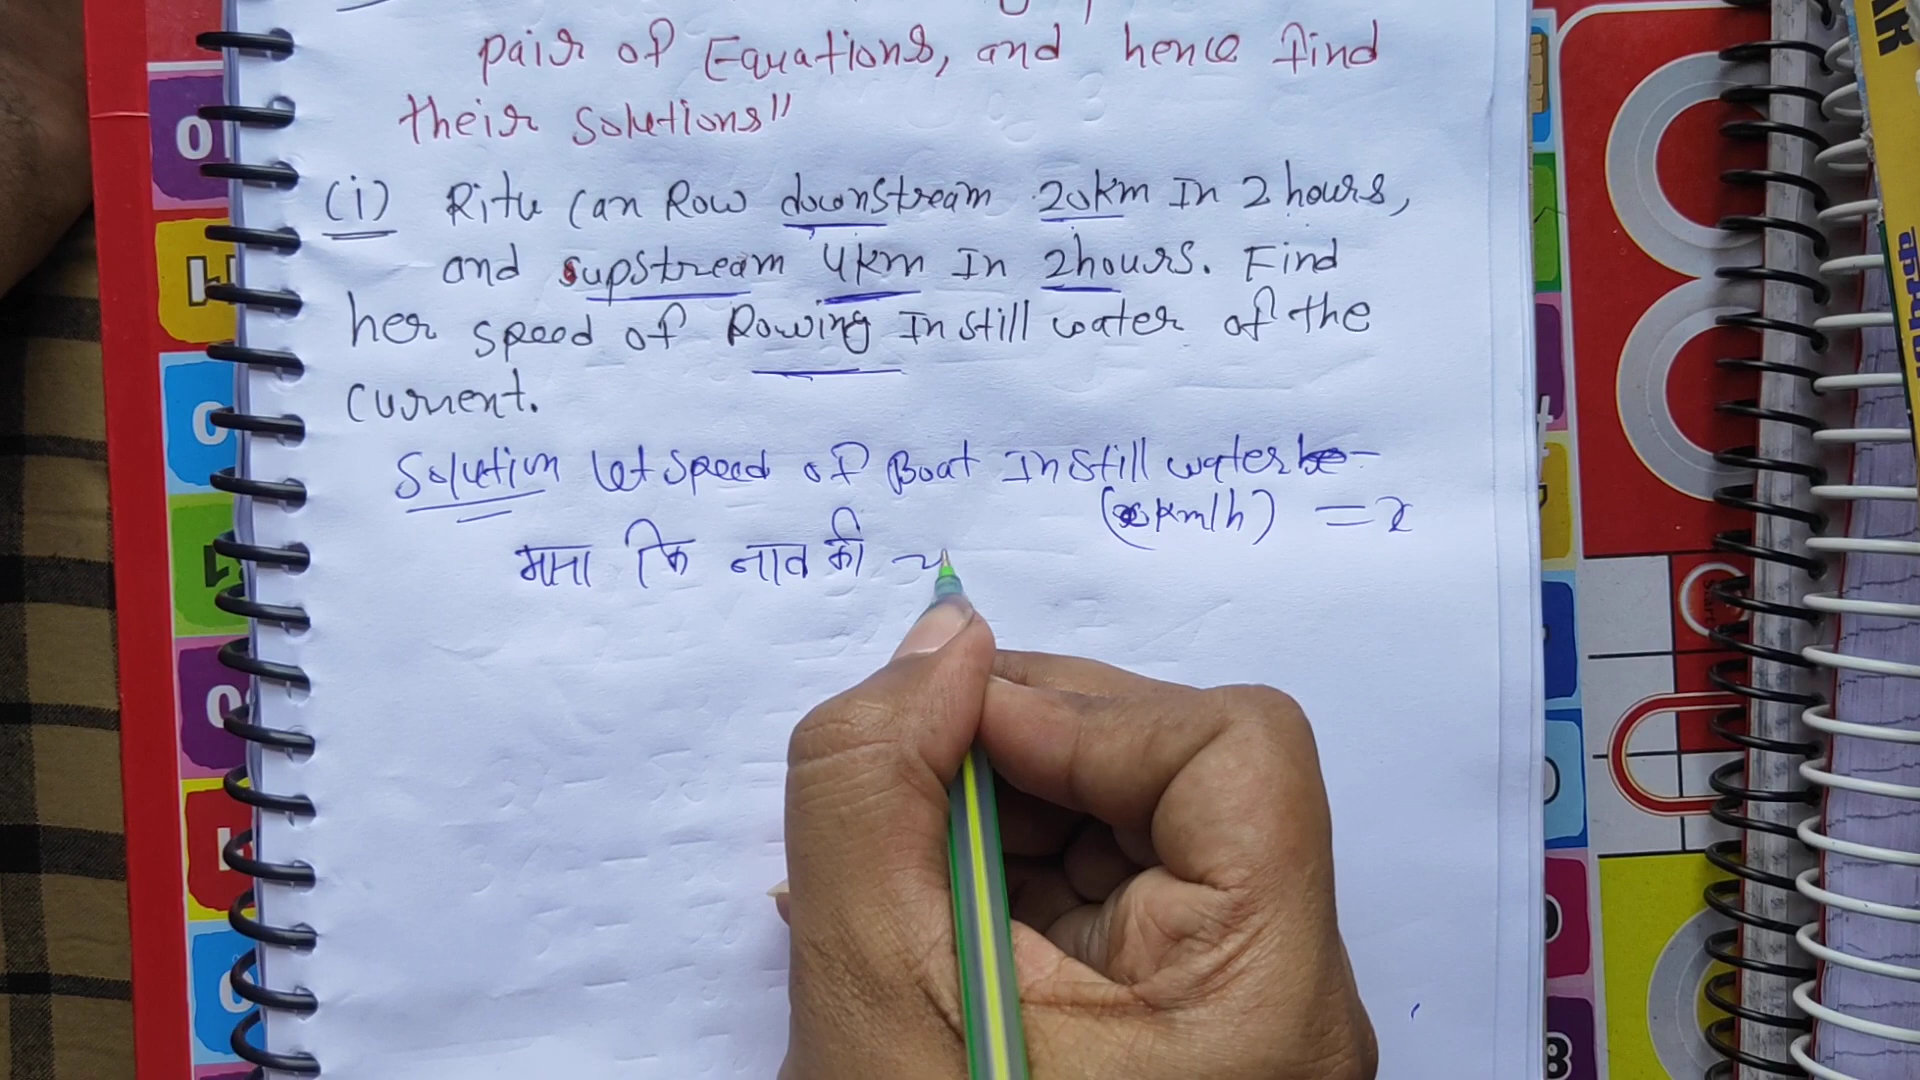 pair of Equations, and hence find
their solutions"
(i) Ritu Can Row downstream 20km In 2 hours,
and upstream 4km In 2hours. Find
her speed of Rowing In still water of the
current.
Solution let speed of Boat In still water be-
(x km/h) = x
माना कि नाव की